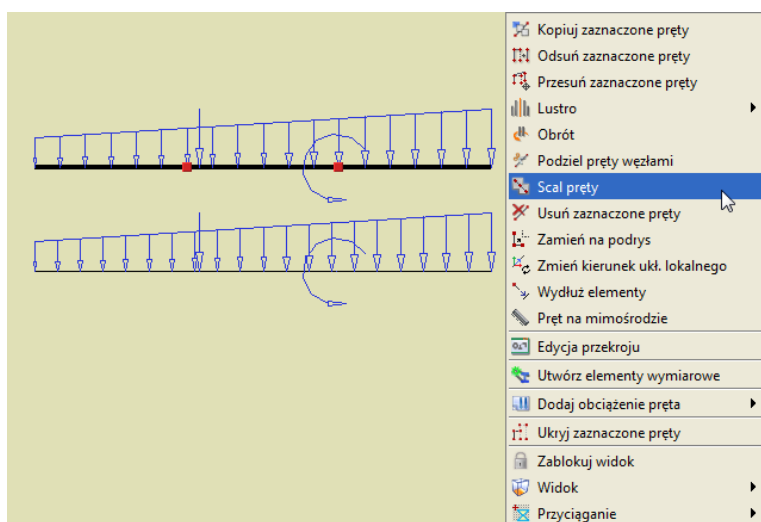 Kopiuj zaznaczone pręty
Odsuń zaznaczone pręty
Przesuń zaznaczone pręty
Lustro
Obrót
Podziel pręty węzłami
Scal pręty
Usuń zaznaczone pręty
Zamień na podrys
Zmień kierunek ukł. lokalnego
Wydłuż elementy
Pręt na mimośrodzie
Edycja przekroju
Utwórz elementy wymiarowe
Dodaj obciążenie pręta
Ukryj zaznaczone pręty
Zablokuj widok
Widok
Przyciąganie